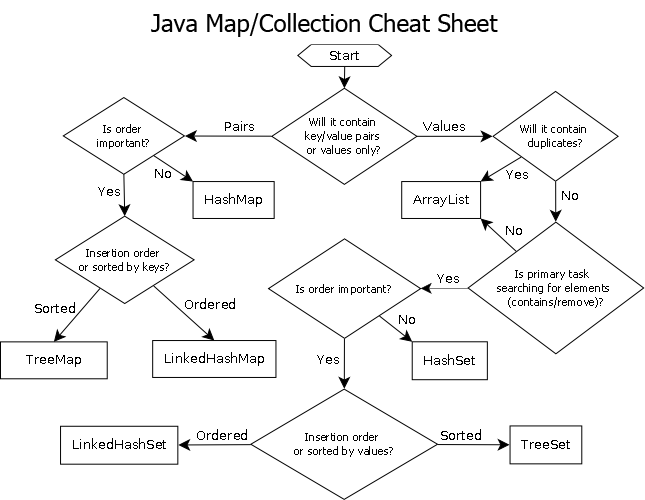 Java Map/Collection Cheat Sheet
Start
Will it contain
key/value pairs
or values only?
Pairs
Values
Is order
important?
Will it contain
duplicates?
No
Yes
HashMap
Yes
ArrayList
No
No
Insertion order
or sorted by keys?
Is primary task
searching for elements
(contains/remove)?
Yes
Is order important?
Sorted
Ordered
No
TreeMap
LinkedHashMap
HashSet
Yes
Insertion order
or sorted by values?
Ordered
Sorted
LinkedHashSet
TreeSet